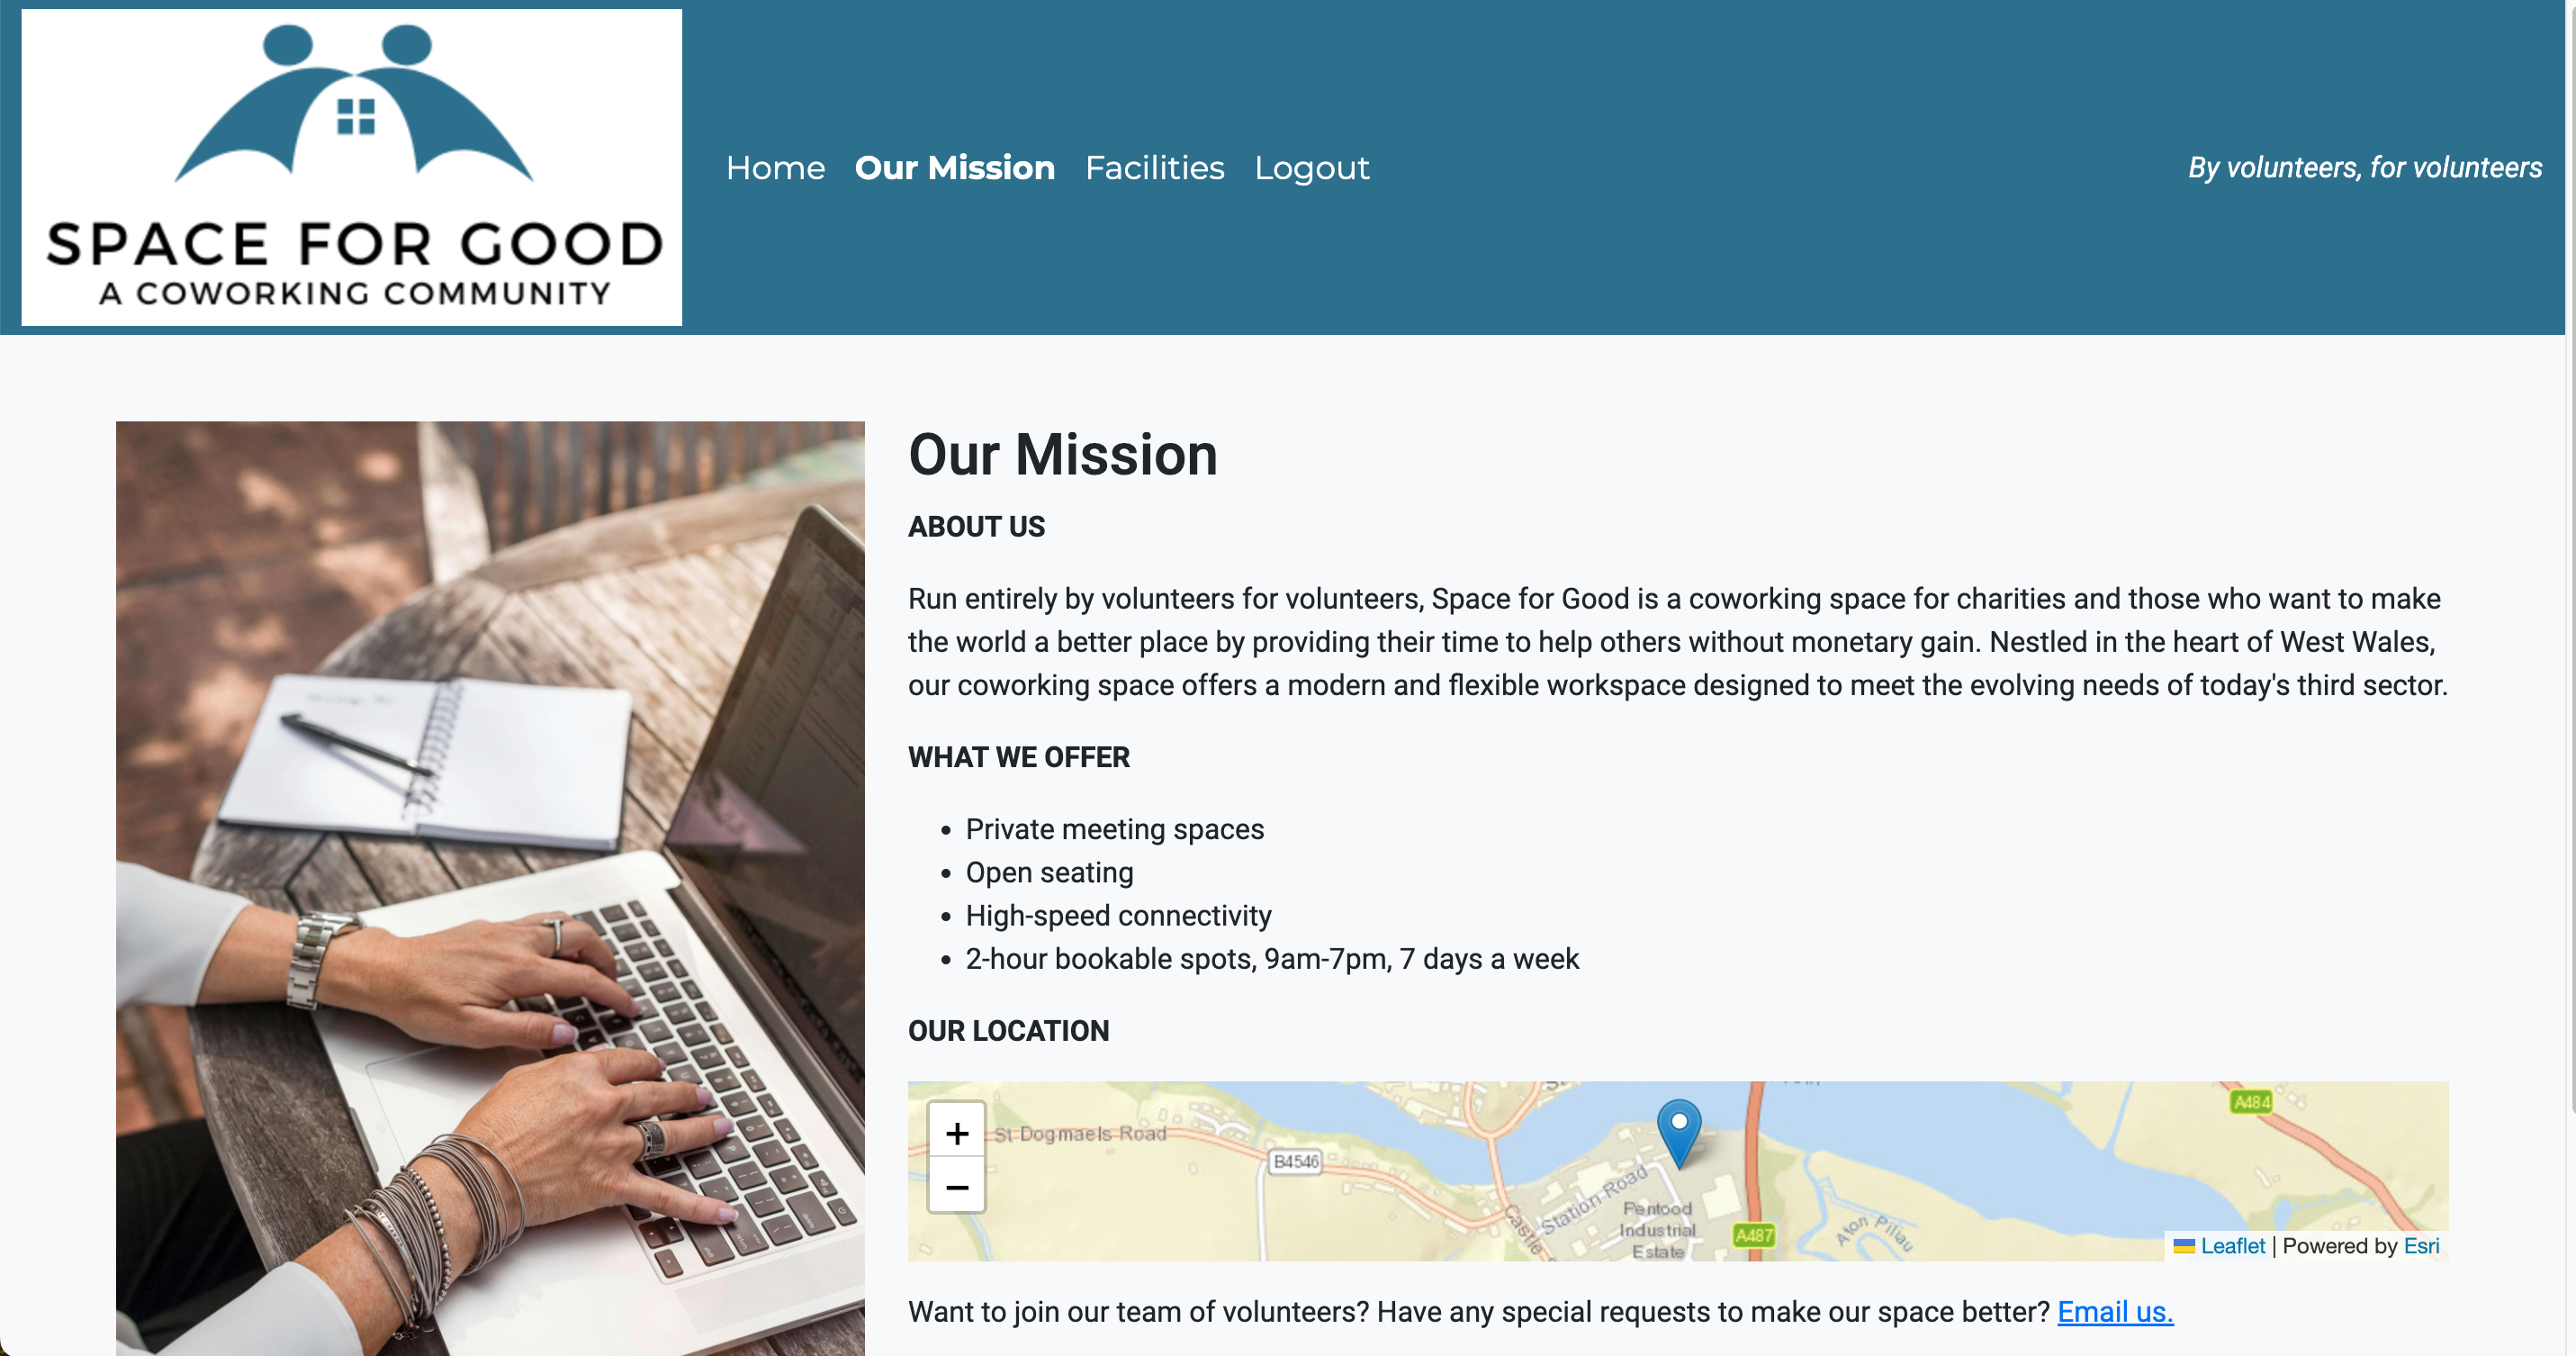 SPACE FOR GOOD
A COWORKING COMMUNITY
Home Our Mission Facilities Logout
By volunteers, for volunteers
Our Mission
ABOUT US
Run entirely by volunteers for volunteers, Space for Good is a coworking space for charities and those who want to make
the world a better place by providing their time to help others without monetary gain. Nestled in the heart of West Wales,
our coworking space offers a modern and flexible workspace designed to meet the evolving needs of today's third sector.
WHAT WE OFFER
• Private meeting spaces
• Open seating
• High-speed connectivity
• 2-hour bookable spots, 9am-7pm, 7 days a week
OUR LOCATION
+
−
St Dogmaels Road
B4546
Castle
Station Road
Pentood
Industrial
Estate
A487
Afon Pillau
A484
Leaflet | Powered by Esri
Want to join our team of volunteers? Have any special requests to make our space better? Email us.